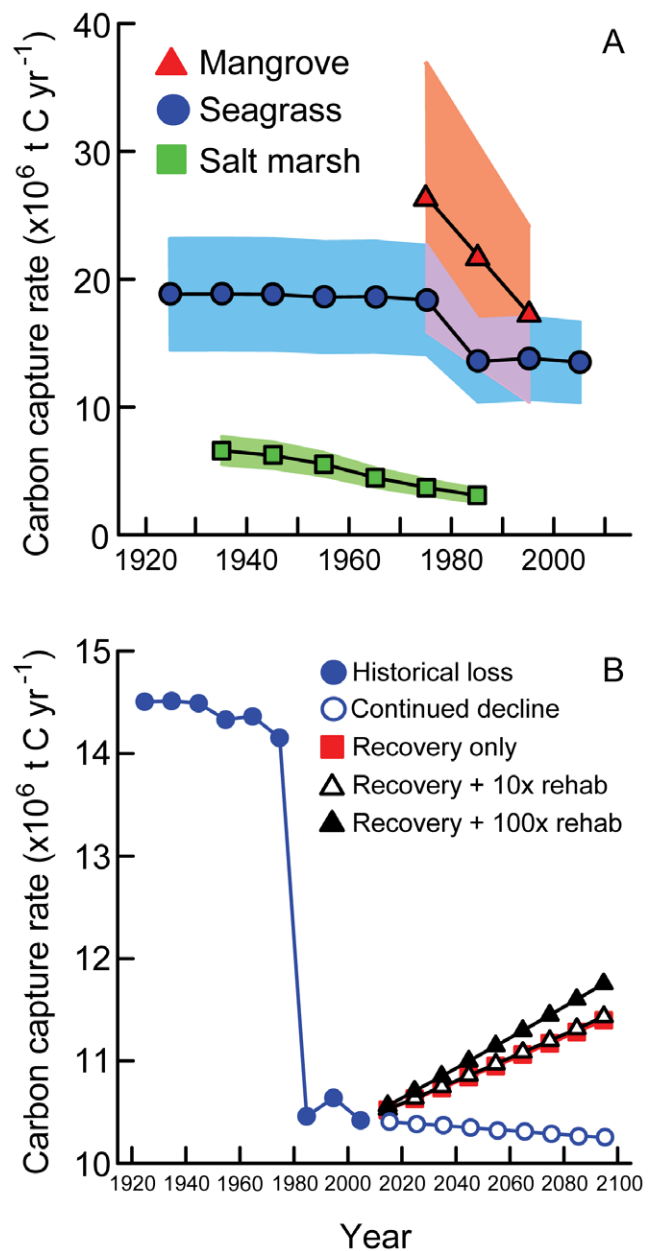 A
Mangrove
Seagrass
Salt marsh
Carbon capture rate (x10⁶ t C yr⁻¹)
40
30
20
10
0
1920 1940 1960 1980 2000
B
Historical loss
Continued decline
Recovery only
Recovery + 10x rehab
Recovery + 100x rehab
Carbon capture rate (x10⁶ t C yr⁻¹)
15
14
13
12
11
10
1920 1940 1960 1980 2000 2020 2040 2060 2080 2100
Year